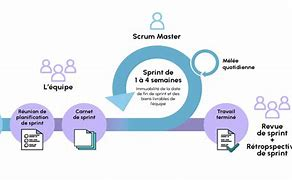 Scrum Master
Mêlée
quotidienne
Sprint de
1 à 4 semaines
Immuabilité de la date
de fin de sprint et des
biens livrables de
l'équipe
L'équipe
Réunion de
planification
de sprint
Carnet
de sprint
Travail
terminé
Revue
de sprint
+
Rétrospective
de sprint